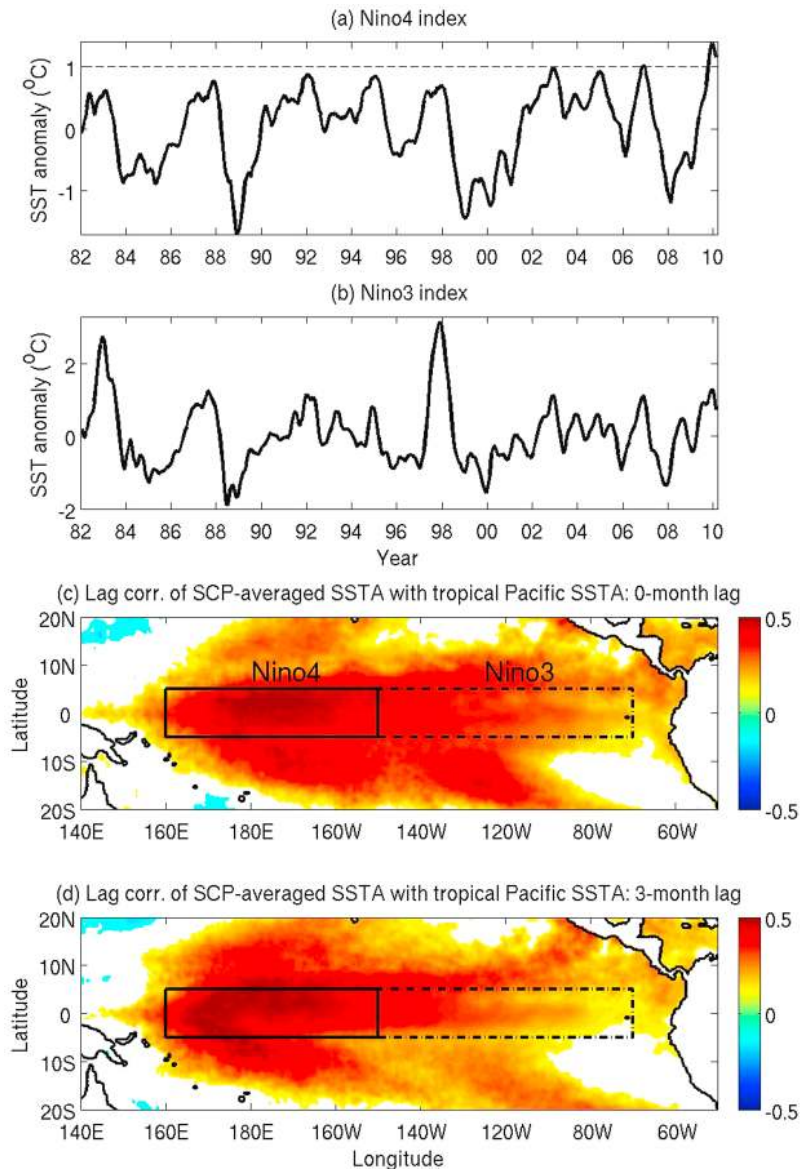 (a) Nino4 index
SST anomaly (°C)
1
0
-1
82 84 86 88 90 92 94 96 98 00 02 04 06 08 10
(b) Nino3 index
SST anomaly (°C)
2
0
-2
82 84 86 88 90 92 94 96 98 00 02 04 06 08 10
Year
(c) Lag corr. of SCP-averaged SSTA with tropical Pacific SSTA: 0-month lag
Latitude
20N
10N
0
10S
20S
Nino4 Nino3
140E 160E 180E 160W 140W 120W 80W 60W
0.5
0
-0.5
(d) Lag corr. of SCP-averaged SSTA with tropical Pacific SSTA: 3-month lag
Latitude
20N
10N
0
10S
20S
140E 160E 180E 160W 140W 120W 80W 60W
Longitude
0.5
0
-0.5